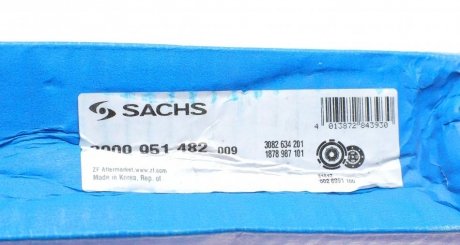 SACHS
3000 951 482 009
3082 634 201
1878 987 101
4 013872 843930
ZF Aftermarket www.zf.com
Made in Korea, Rep. of